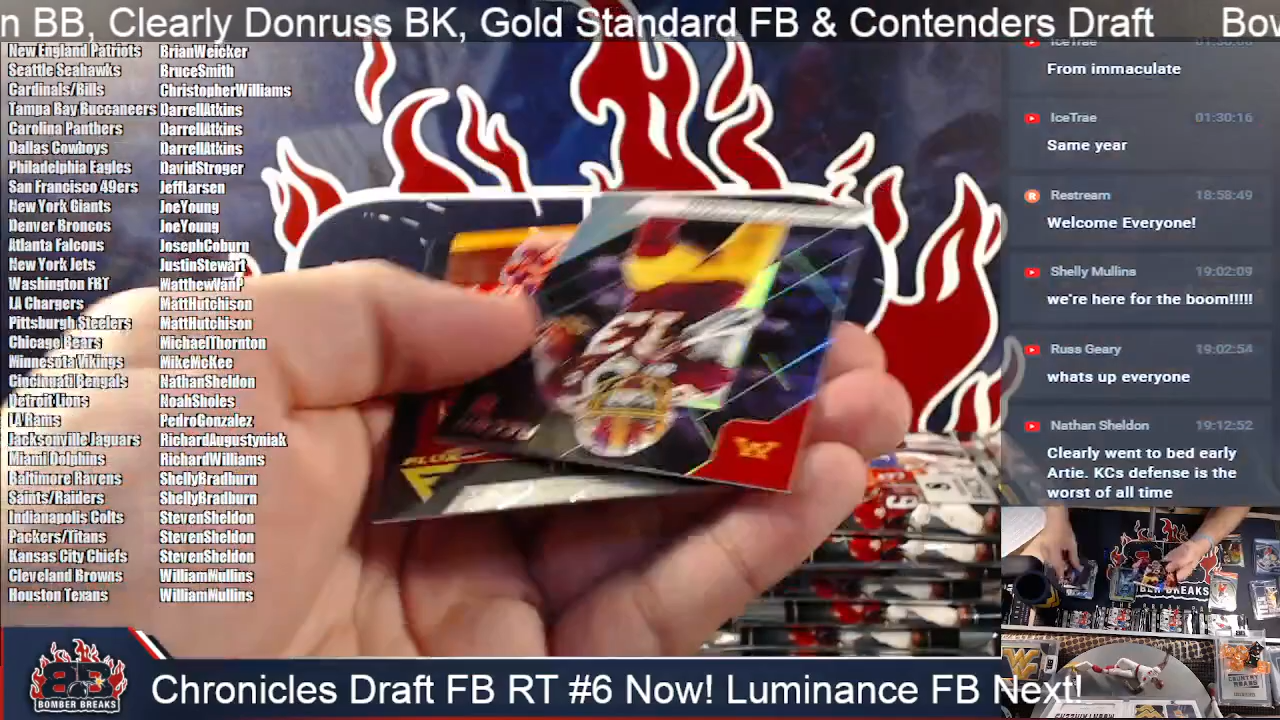 n BB, Clearly Donruss BK, Gold Standard FB & Contenders Draft Bow
New England Patriots BrianWeicker
Seattle Seahawks BruceSmith
Cardinals/Bills ChristopherWilliams
Tampa Bay Buccaneers DarrellAtkins
Carolina Panthers DarrellAtkins
Dallas Cowboys DarrellAtkins
Philadelphia Eagles DavidStroger
San Francisco 49ers JeffLarsen
New York Giants JoeYoung
Denver Broncos JoeYoung
Atlanta Falcons JosephCoburn
New York Jets JustinStewart
Washington FBT MatthewVanP
LA Chargers MattHutchison
Pittsburgh Steelers MattHutchison
Chicago Bears MichaelThornton
Minnesota Vikings MikeMcKee
Cincinnati Bengals NathanSheldon
Detroit Lions NoahSholes
LA Rams PedroGonzalez
Jacksonville Jaguars RichardAugustyniak
Miami Dolphins RichardWilliams
Baltimore Ravens ShellyBradburn
Saints/Raiders ShellyBradburn
Indianapolis Colts StevenSheldon
Packers/Titans StevenSheldon
Kansas City Chiefs StevenSheldon
Cleveland Browns WilliamMullins
Houston Texans WilliamMullins
IceTrae 01:30:06
From immaculate
IceTrae 01:30:16
Same year
Restream 18:58:49
Welcome Everyone!
Shelly Mullins 19:02:09
we're here for the boom!!!!!
Russ Geary 19:02:54
whats up everyone
Nathan Sheldon 19:12:52
Clearly went to bed early
Artie. KCs defense is the
worst of all time
13
BOMBER BREAKS
Chronicles Draft FB RT #6 Now! Luminance FB Next!